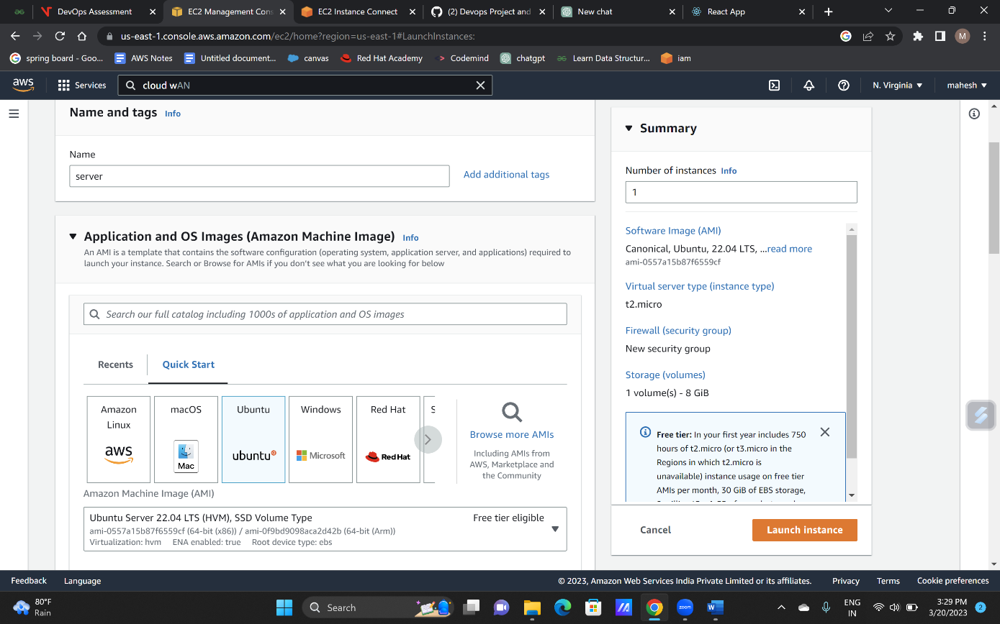 DevOps Assessment
EC2 Management Cons
EC2 Instance Connect
(2) Devops Project and
New chat
React App
us-east-1.console.aws.amazon.com/ec2/home?region=us-east-1#LaunchInstances:
M
spring board - Goo...
AWS Notes
Untitled document...
canvas
Red Hat Academy
Codemind
chatgpt
Learn Data Structur...
iam
aws
Services
cloud wAN
N. Virginia
mahesh
Name and tags Info
Name
server
Add additional tags
Application and OS Images (Amazon Machine Image) Info
An AMI is a template that contains the software configuration (operating system, application server, and applications) required to
launch your instance. Search or Browse for AMIs if you don't see what you are looking for below
Search our full catalog including 1000s of application and OS images
Recents
Quick Start
Amazon
Linux
aws
macOS
Mac
Ubuntu
ubuntu
Windows
Microsoft
Red Hat
Red Hat
S
Browse more AMIs
Including AMIs from
AWS, Marketplace and
the Community
Amazon Machine Image (AMI)
Ubuntu Server 22.04 LTS (HVM), SSD Volume Type
Free tier eligible
ami-0557a15b87f6559cf (64-bit (x86)) / ami-0f9bd9098aca2d42b (64-bit (Arm))
Virtualization: hvm ENA enabled: true Root device type: ebs
Summary
Number of instances Info
1
Software Image (AMI)
Canonical, Ubuntu, 22.04 LTS, ...read more
ami-0557a15b87f6559cf
Virtual server type (instance type)
t2.micro
Firewall (security group)
New security group
Storage (volumes)
1 volume(s) - 8 GiB
Free tier: In your first year includes 750
hours of t2.micro (or t3.micro in the
Regions in which t2.micro is
unavailable) instance usage on free tier
AMIs per month, 30 GiB of EBS storage,
Cancel
Launch instance
Feedback
Language
© 2023, Amazon Web Services India Private Limited or its affiliates.
Privacy
Terms
Cookie preferences
80°F
Rain
Search
zoom
W
ENG
IN
3:29 PM
3/20/2023
2